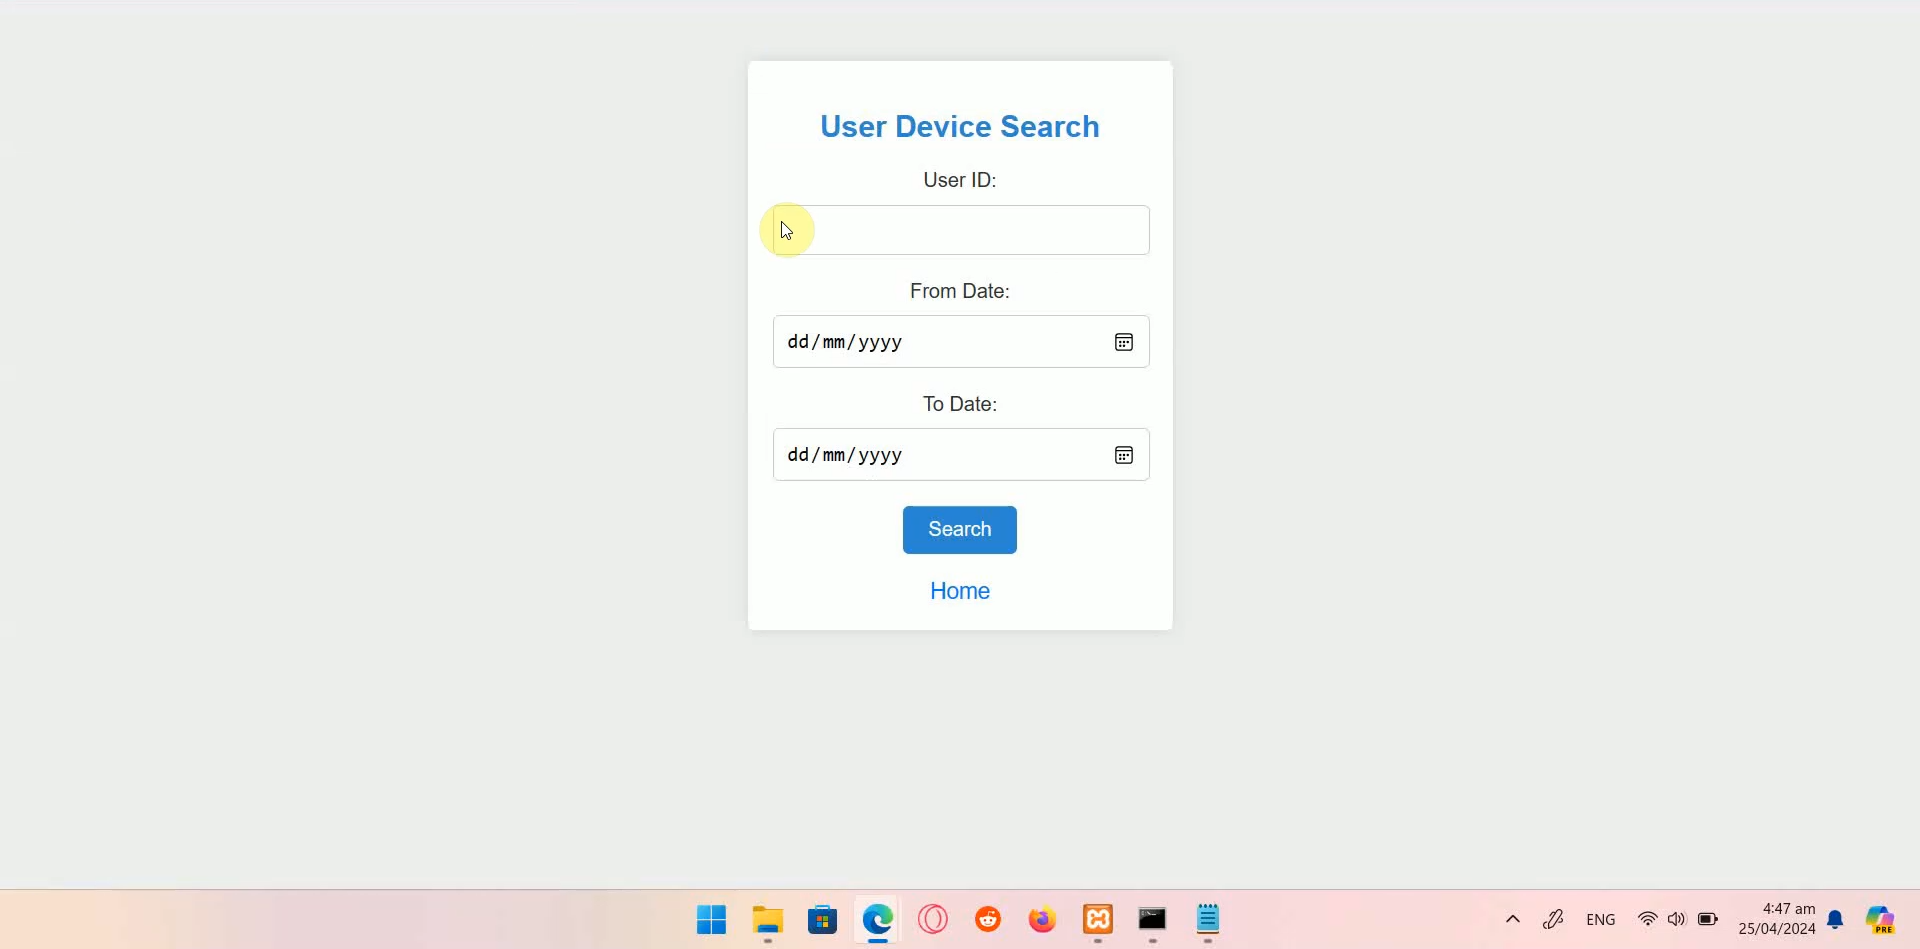 User Device Search
User ID:
From Date:
dd/mm/yyyy
To Date:
dd/mm/yyyy
Search
Home
ENG
4:47 am
25/04/2024
PRE